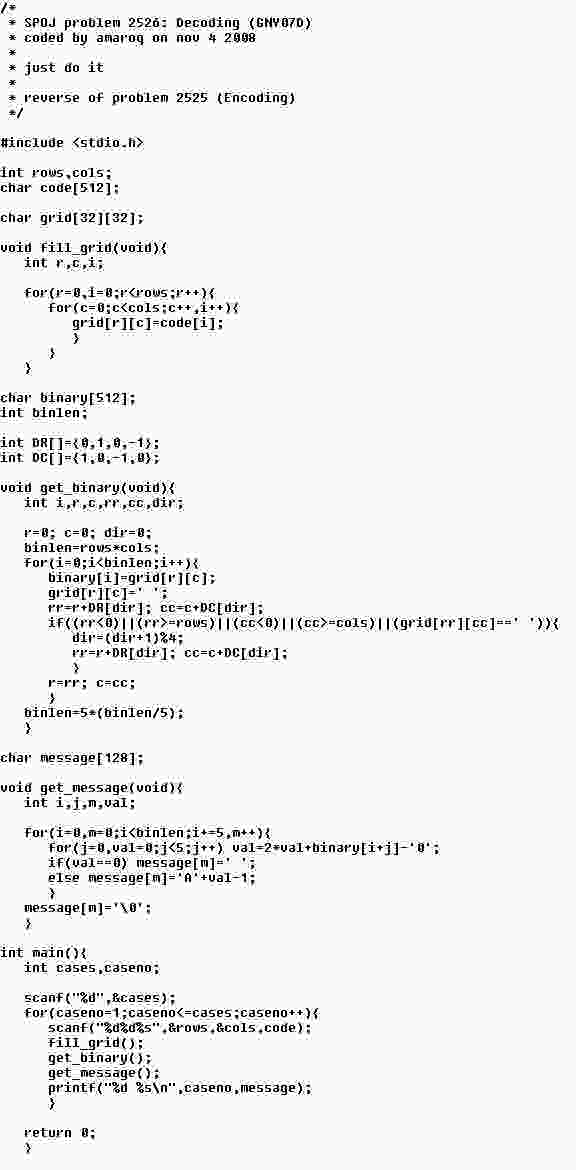 /*
 * SPOJ problem 2526: Decoding (GNY07D)
 * coded by amaroq on nov 4 2008
 *
 * just do it
 *
 * reverse of problem 2525 (Encoding)
 */

#include <stdio.h>

int rows,cols;
char code[512];

char grid[32][32];

void fill_grid(void){
   int r,c,i;

   for(r=0,i=0;r<rows;r++){
      for(c=0;c<cols;c++,i++){
         grid[r][c]=code[i];
         }
      }
   }

char binary[512];
int binlen;

int DR[]={0,1,0,-1};
int DC[]={1,0,-1,0};

void get_binary(void){
   int i,r,c,rr,cc,dir;

   r=0; c=0; dir=0;
   binlen=rows*cols;
   for(i=0;i<binlen;i++){
      binary[i]=grid[r][c];
      grid[r][c]=' ';
      rr=r+DR[dir]; cc=c+DC[dir];
      if((rr<0)||(rr>=rows)||(cc<0)||(cc>=cols)||(grid[rr][cc]==' ')){
         dir=(dir+1)%4;
         rr=r+DR[dir]; cc=c+DC[dir];
         }
      r=rr; c=cc;
      }
   binlen=5*(binlen/5);
   }

char message[128];

void get_message(void){
   int i,j,m,val;

   for(i=0,m=0;i<binlen;i+=5,m++){
      for(j=0,val=0;j<5;j++) val=2*val+binary[i+j]-'0';
      if(val==0) message[m]=' ';
      else message[m]='A'+val-1;
      }
   message[m]='\0';
   }

int main(){
   int cases,caseno;

   scanf("%d",&cases);
   for(caseno=1;caseno<=cases;caseno++){
      scanf("%d%d%s",&rows,&cols,code);
      fill_grid();
      get_binary();
      get_message();
      printf("%d %s\n",caseno,message);
      }

   return 0;
   }